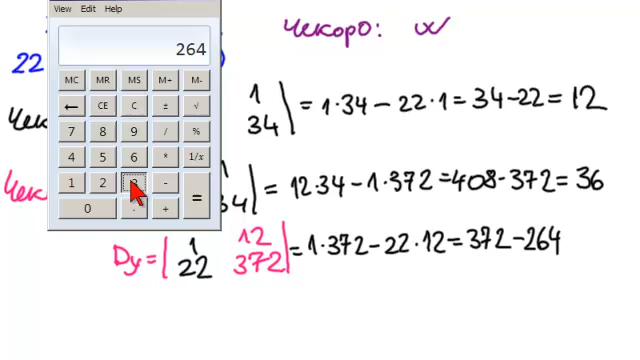 View Edit Help
264
MC MR MS M+ M-
← CE C ± √
7 8 9 / %
4 5 6 * 1/x
1 2 3 - =
0 . +
Чекоро:
22
1
34 | = 1·34 - 22·1 = 34 - 22 = 12
34 | = 12·34 - 1·372 = 408 - 372 = 36
Dy = | 1 12 | = 1·372 - 22·12 = 372 - 264
22 372